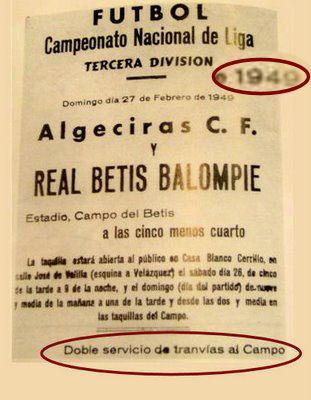 FUTBOL
Campeonato Nacional de Liga
TERCERA DIVISION
o 1949
Domingo día 27 de Febrero de 1949
Algeciras C. F.
Y
REAL BETIS BALOMPIE
Estadio, Campo del Betis
a las cinco menos cuarto
La taquilla estará abierta al público en Casa Blanco Cerrillo, en
calle José de Velilla (esquina a Velázquez) el sábado día 26, de cinco
de la tarde a 9 de la noche, y el domingo (día del partido) de nueve
y media de la mañana a una de la tarde y desde las dos y media en
las taquillas del Campo.
Doble servicio de tranvías al Campo